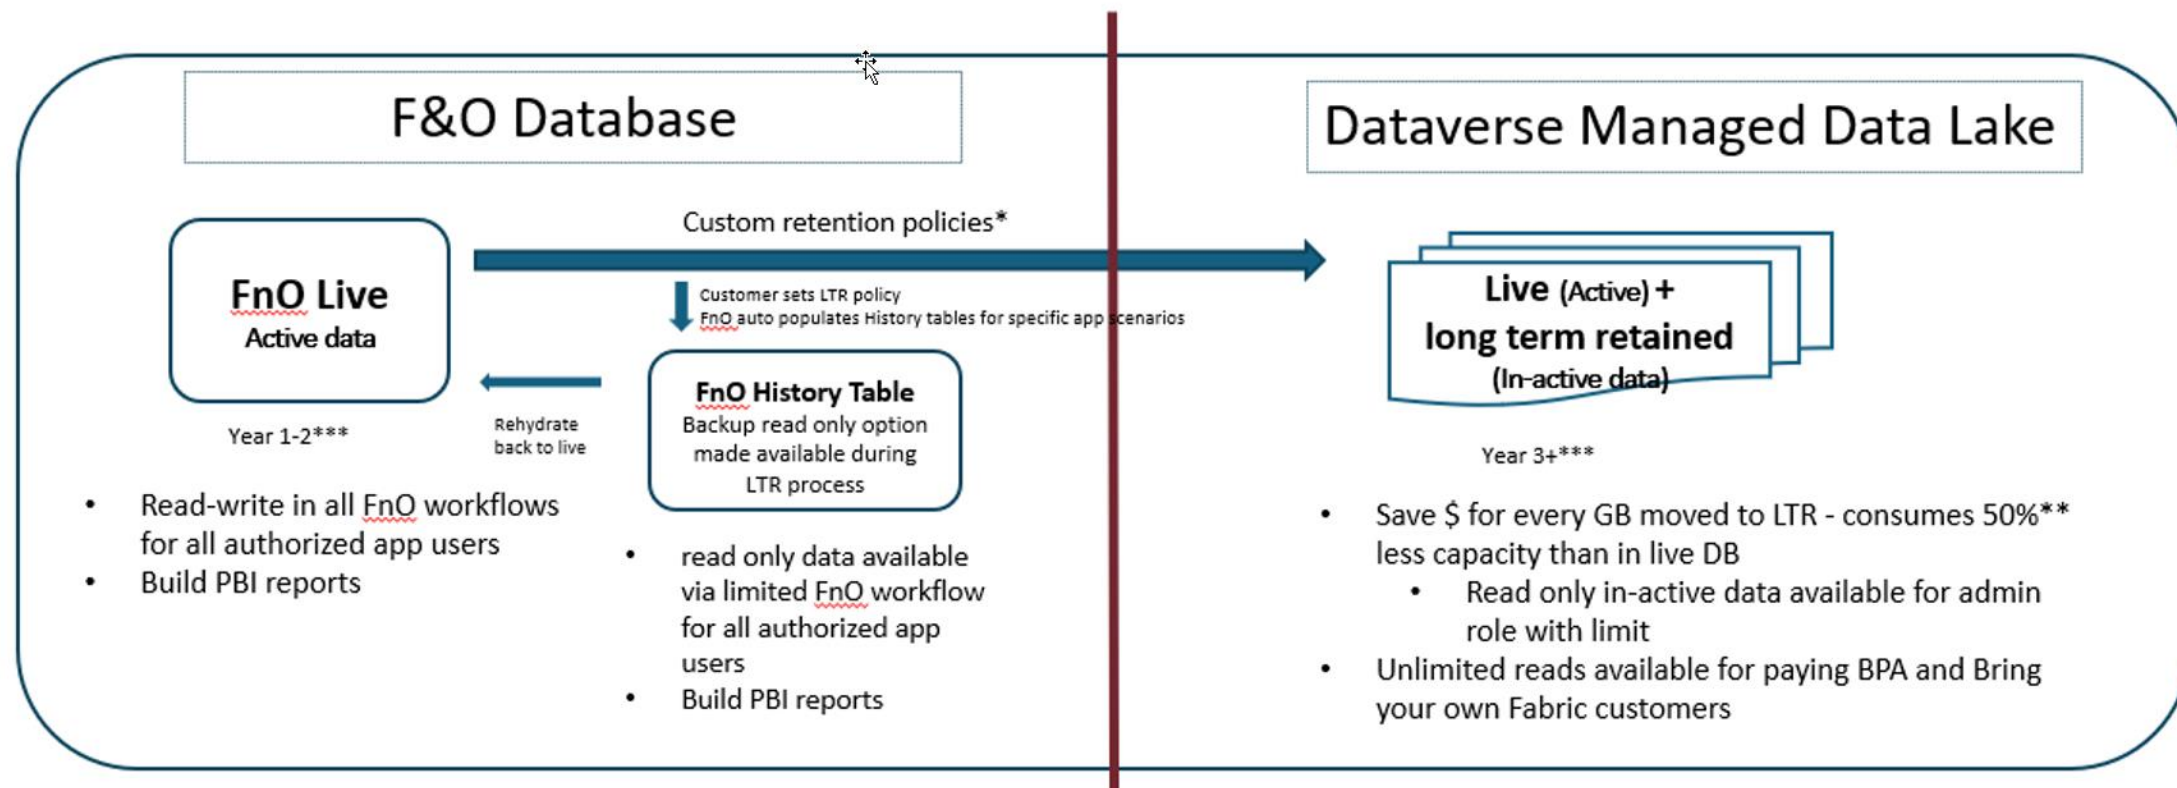 F&O Database
Dataverse Managed Data Lake
Custom retention policies*
FnO Live
Active data
Customer sets LTR policy
FnO auto populates History tables for specific app scenarios
Live (Active) +
long term retained
(In-active data)
FnO History Table
Backup read only option
made available during
LTR process
Rehydrate
back to live
Year 1-2***
Year 3+***
• Read-write in all FnO workflows
for all authorized app users
• Build PBI reports
• read only data available
via limited FnO workflow
for all authorized app
users
• Build PBI reports
• Save $ for every GB moved to LTR - consumes 50%**
less capacity than in live DB
• Read only in-active data available for admin
role with limit
• Unlimited reads available for paying BPA and Bring
your own Fabric customers